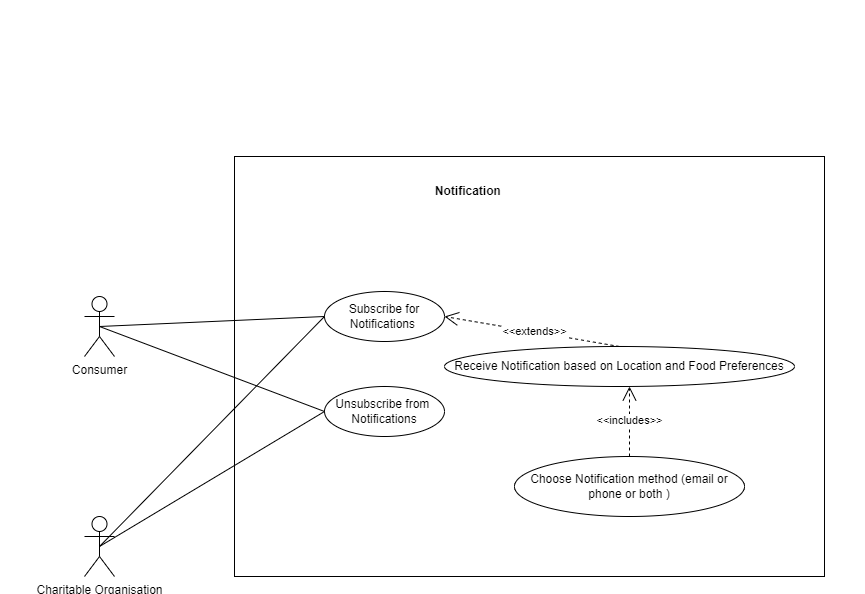 Notification
Subscribe for
Notifications
<<extends>>
Receive Notification based on Location and Food Preferences
Consumer
Unsubscribe from
Notifications
<<includes>>
Choose Notification method (email or
phone or both )
Charitable Organisation